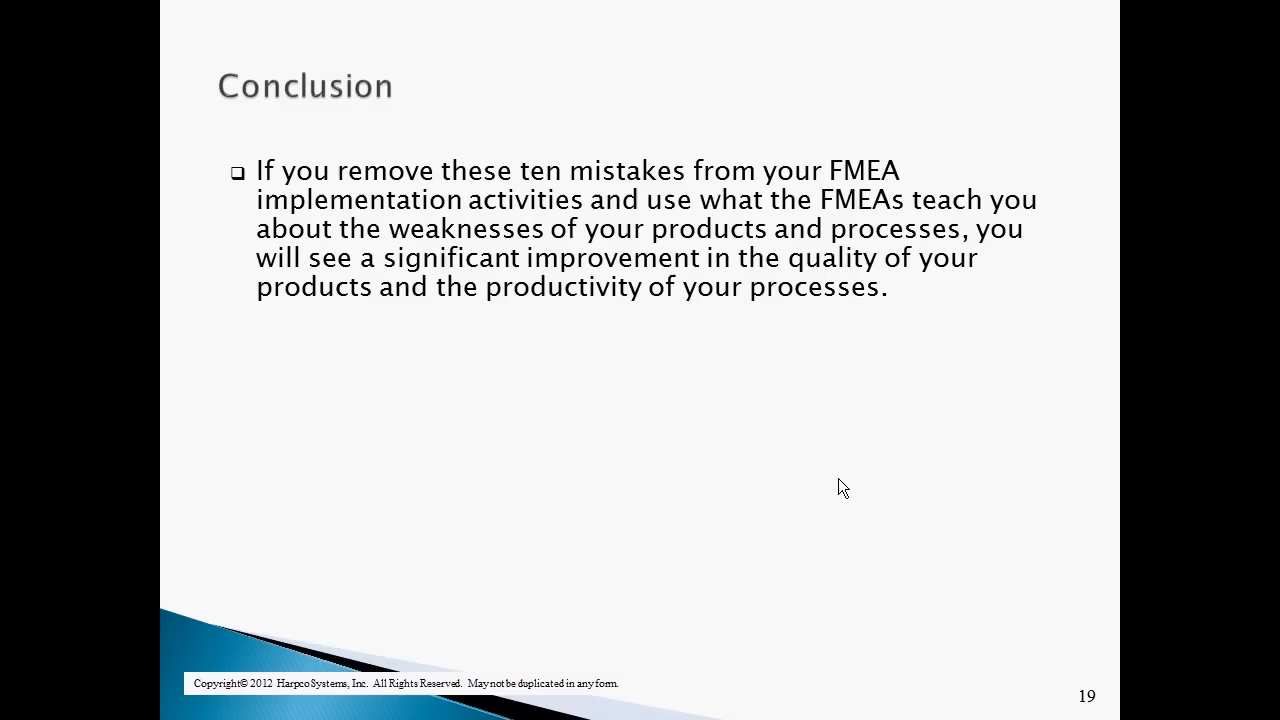 Conclusion
If you remove these ten mistakes from your FMEA
implementation activities and use what the FMEAs teach you
about the weaknesses of your products and processes, you
will see a significant improvement in the quality of your
products and the productivity of your processes.
Copyright© 2012 Harpco Systems, Inc. All Rights Reserved. May not be duplicated in any form.
19